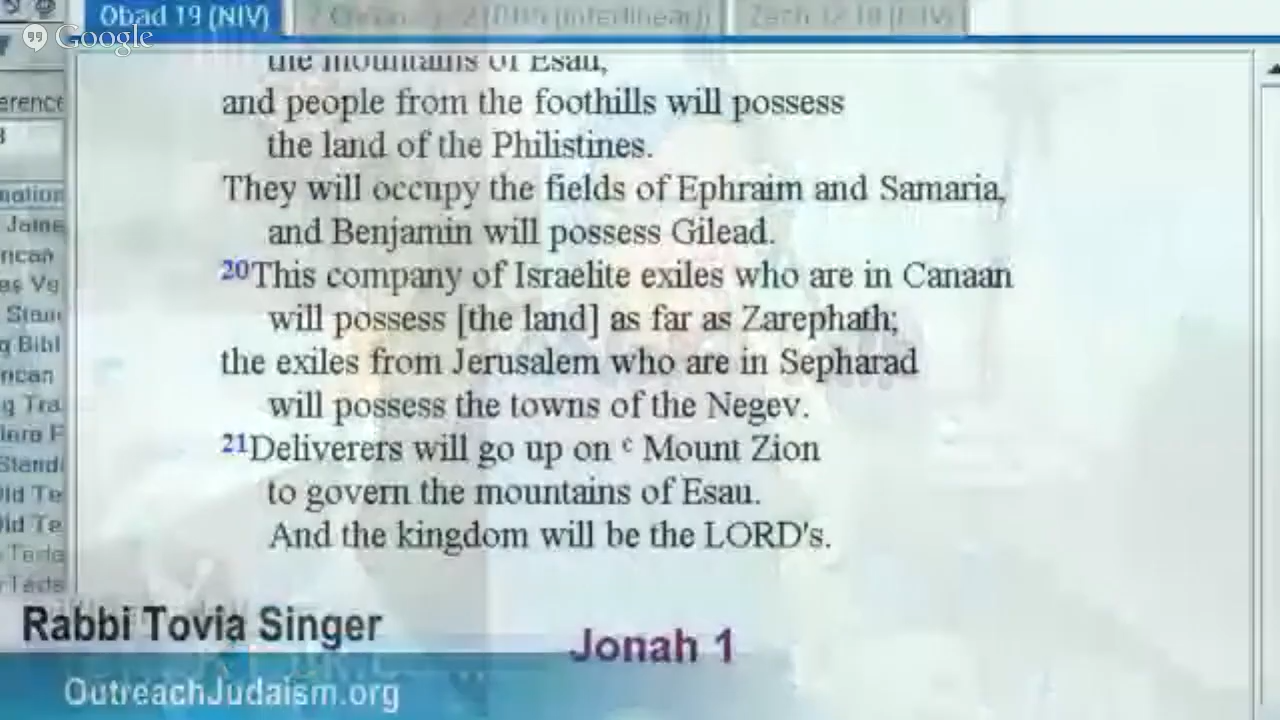 Obad 19 (NIV)
Google
the mountains of Esau,
and people from the foothills will possess
the land of the Philistines.
They will occupy the fields of Ephraim and Samaria,
and Benjamin will possess Gilead.
20This company of Israelite exiles who are in Canaan
will possess [the land] as far as Zarephath;
the exiles from Jerusalem who are in Sepharad
will possess the towns of the Negev.
21Deliverers will go up on c Mount Zion
to govern the mountains of Esau.
And the kingdom will be the LORD's.
Jonah 1
Rabbi Tovia Singer
OutreachJudaism.org